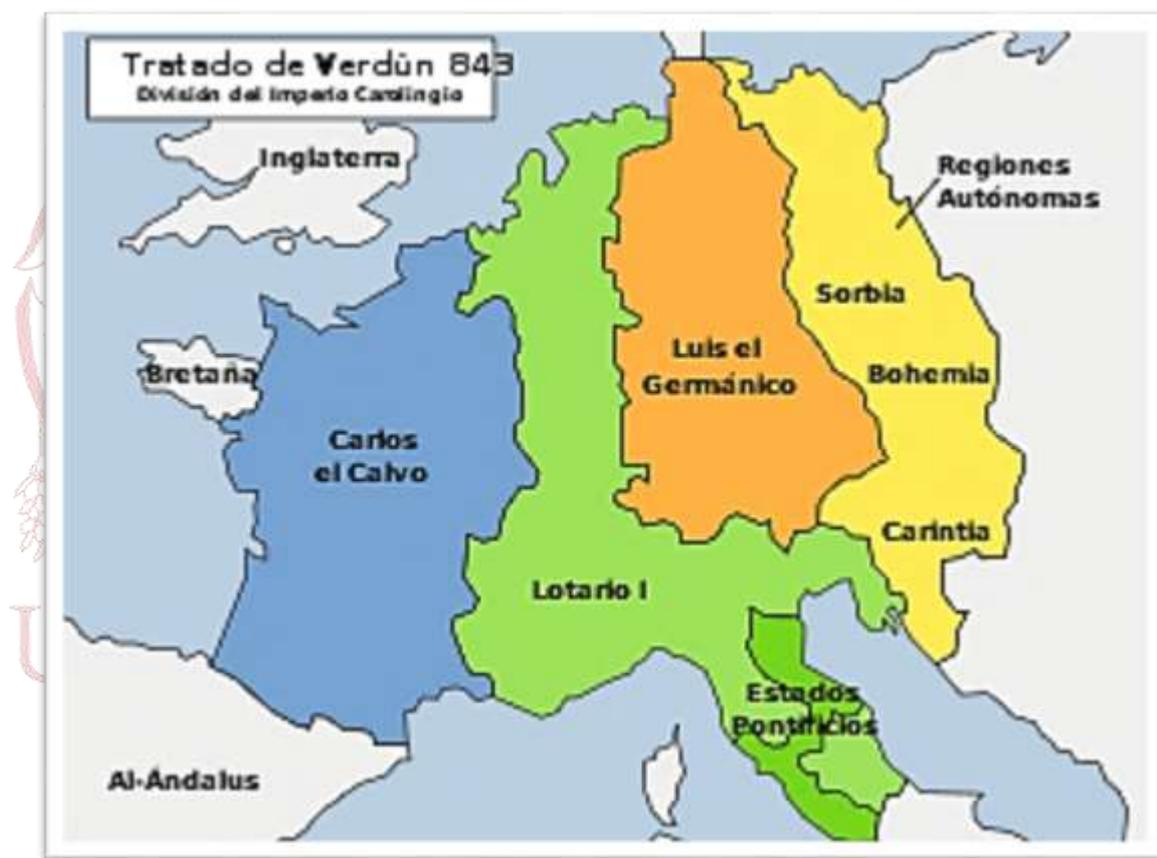 Tratado de Verdún 843
División del Imperio Carolingio
Inglaterra
Regiones
Autónomas
Sorbia
Bretaña
Luis el
Germánico
Bohemia
Carlos
el Calvo
Carintia
Lotario I
Estados
Pontificios
Al-Ándalus
U